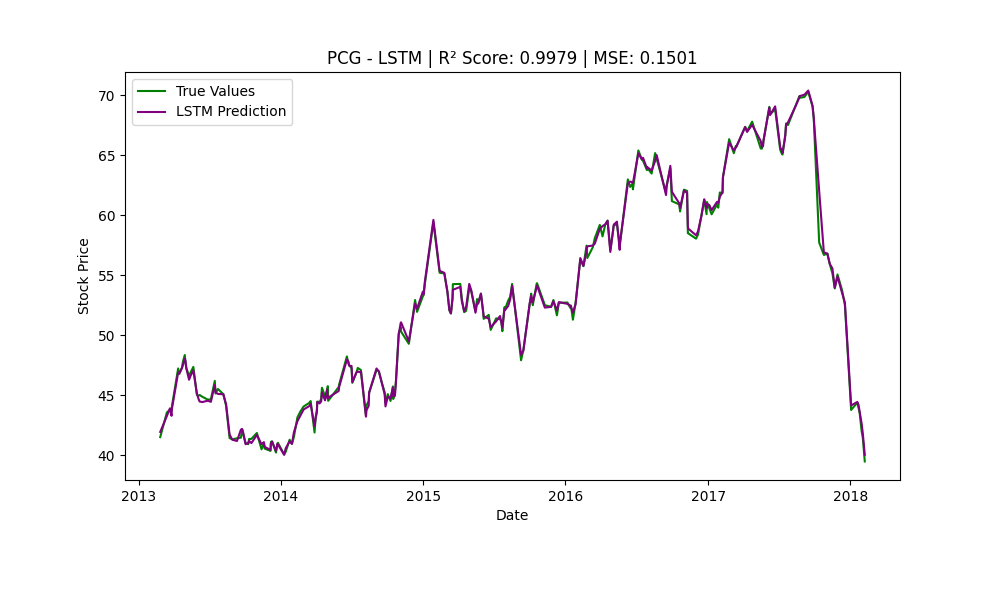 PCG - LSTM | R² Score: 0.9979 | MSE: 0.1501
True Values
LSTM Prediction
Stock Price
70
65
60
55
50
45
40
2013
2014
2015
2016
2017
2018
Date